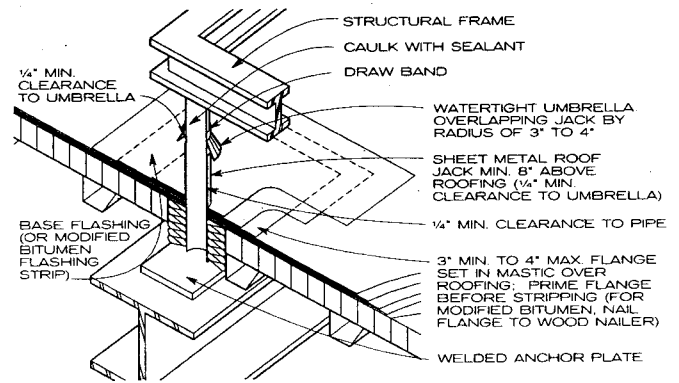 STRUCTURAL FRAME
CAULK WITH SEALANT
DRAW BAND
1/4" MIN.
CLEARANCE
TO UMBRELLA
WATERTIGHT UMBRELLA
OVERLAPPING JACK BY
RADIUS OF 3" TO 4"
SHEET METAL ROOF
JACK MIN. 8" ABOVE
ROOFING (1/4" MIN.
CLEARANCE TO UMBRELLA)
1/4" MIN. CLEARANCE TO PIPE
BASE FLASHING
(OR MODIFIED
BITUMEN
FLASHING
STRIP)
3" MIN. TO 4" MAX. FLANGE
SET IN MASTIC OVER
ROOFING; PRIME FLANGE
BEFORE STRIPPING (FOR
MODIFIED BITUMEN, NAIL
FLANGE TO WOOD NAILER)
WELDED ANCHOR PLATE